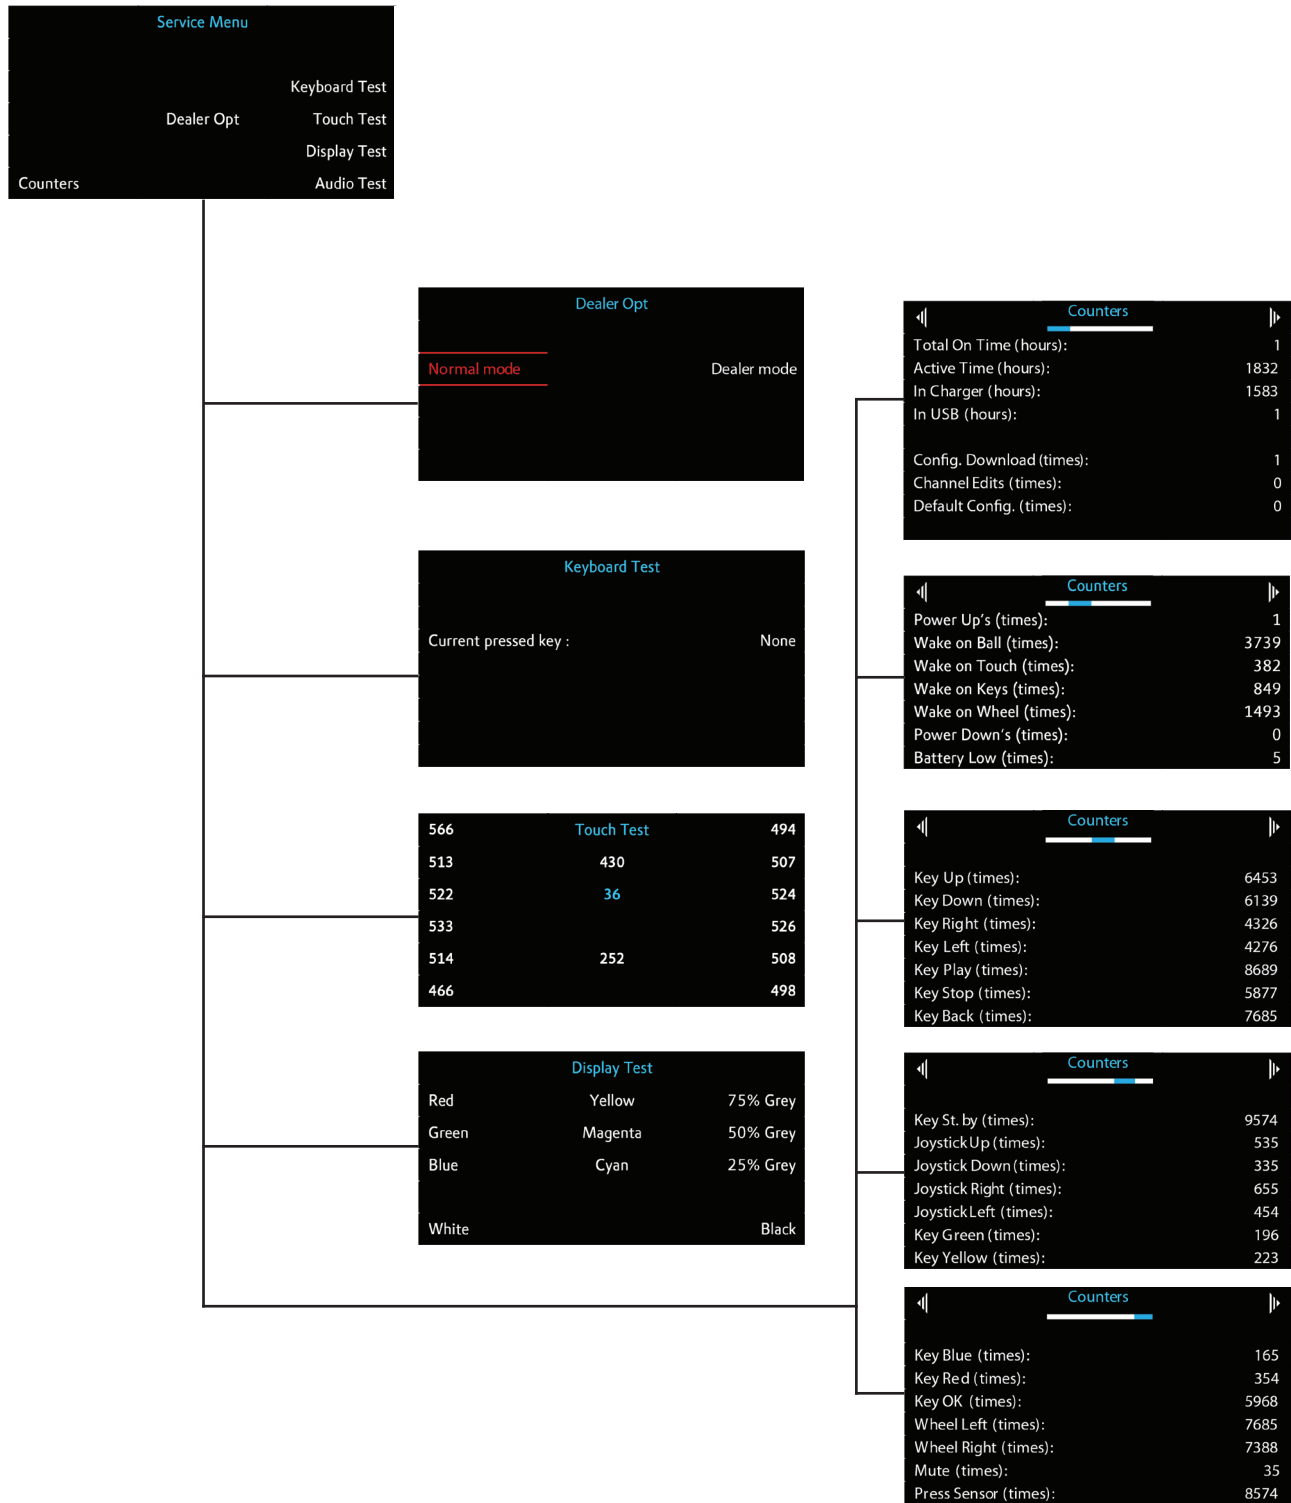 Service Menu
Keyboard Test
Dealer Opt Touch Test
Display Test
Counters Audio Test
Dealer Opt
Normal mode Dealer mode
Keyboard Test
Current pressed key : None
566 Touch Test 494
513 430 507
522 36 524
533 526
514 252 508
466 498
Display Test
Red Yellow 75% Grey
Green Magenta 50% Grey
Blue Cyan 25% Grey
White Black
Counters
Total On Time (hours): 1
Active Time (hours): 1832
In Charger (hours): 1583
In USB (hours): 1
Config. Download (times): 1
Channel Edits (times): 0
Default Config. (times): 0
Counters
Power Up's (times): 1
Wake on Ball (times): 3739
Wake on Touch (times): 382
Wake on Keys (times): 849
Wake on Wheel (times): 1493
Power Down's (times): 0
Battery Low (times): 5
Counters
Key Up (times): 6453
Key Down (times): 6139
Key Right (times): 4326
Key Left (times): 4276
Key Play (times): 8689
Key Stop (times): 5877
Key Back (times): 7685
Counters
Key St. by (times): 9574
Joystick Up (times): 535
Joystick Down (times): 335
Joystick Right (times): 655
Joystick Left (times): 454
Key Green (times): 196
Key Yellow (times): 223
Counters
Key Blue (times): 165
Key Red (times): 354
Key OK (times): 5968
Wheel Left (times): 7685
Wheel Right (times): 7388
Mute (times): 35
Press Sensor (times): 8574